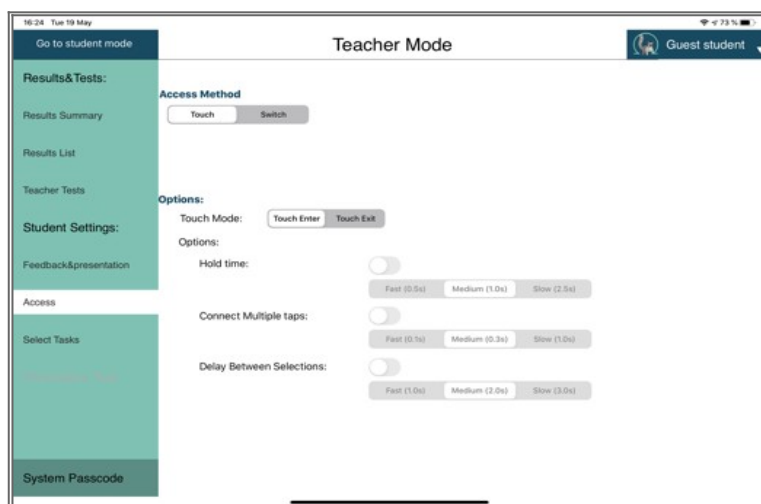 16:24 Tue 19 May
73 %
Go to student mode
Teacher Mode
Guest student
Results&Tests:
Results Summary
Results List
Teacher Tests
Student Settings:
Feedback&presentation
Access
Select Tasks
System Passcode
Access Method
Touch Switch
Options:
Touch Mode: Touch Enter Touch Exit
Options:
Hold time:
Fast (0.5s) Medium (1.0s) Slow (2.5s)
Connect Multiple taps:
Fast (0.1s) Medium (0.3s) Slow (1.0s)
Delay Between Selections:
Fast (1.0s) Medium (2.0s) Slow (3.0s)